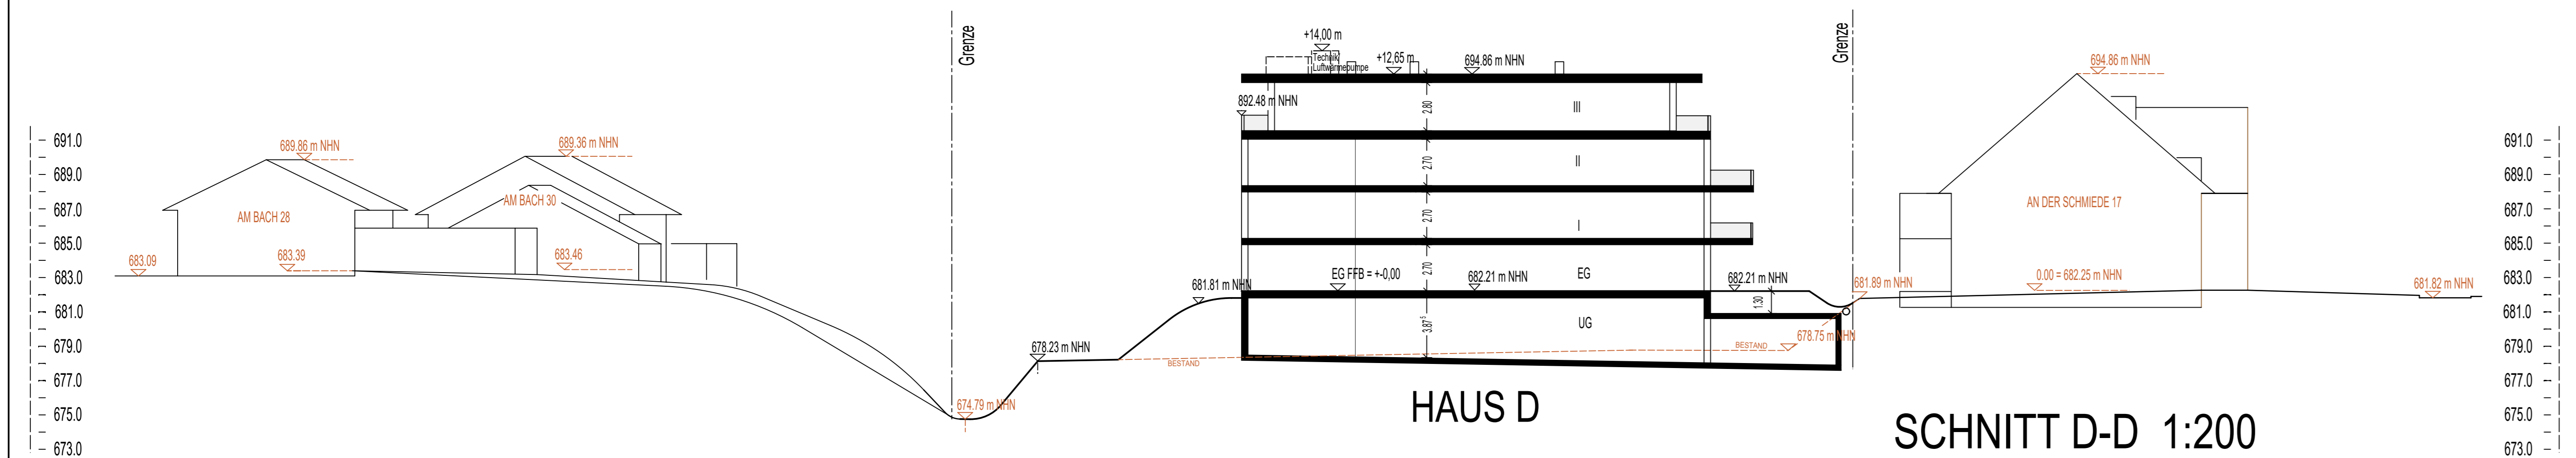 Grenze
Grenze
+14,00 m
Technik/
Luftwärmepumpe
+12,65 m
694.86 m NHN
694.86 m NHN
892.48 m NHN
2.80
III
691.0
689.0
687.0
685.0
683.0
681.0
679.0
677.0
675.0
673.0
689.86 m NHN
689.36 m NHN
AM BACH 28
AM BACH 30
683.09
683.39
683.46
2.70
II
2.70
I
2.70
EG FFB = +-0,00
682.21 m NHN
EG
682.21 m NHN
681.81 m NHN
1.30
3.87⁵
UG
678.23 m NHN
BESTAND
BESTAND
678.75 m NHN
674.79 m NHN
681.89 m NHN
AN DER SCHMIEDE 17
0.00 = 682.25 m NHN
681.82 m NHN
691.0
689.0
687.0
685.0
683.0
681.0
679.0
677.0
675.0
673.0
HAUS D
SCHNITT D-D 1:200